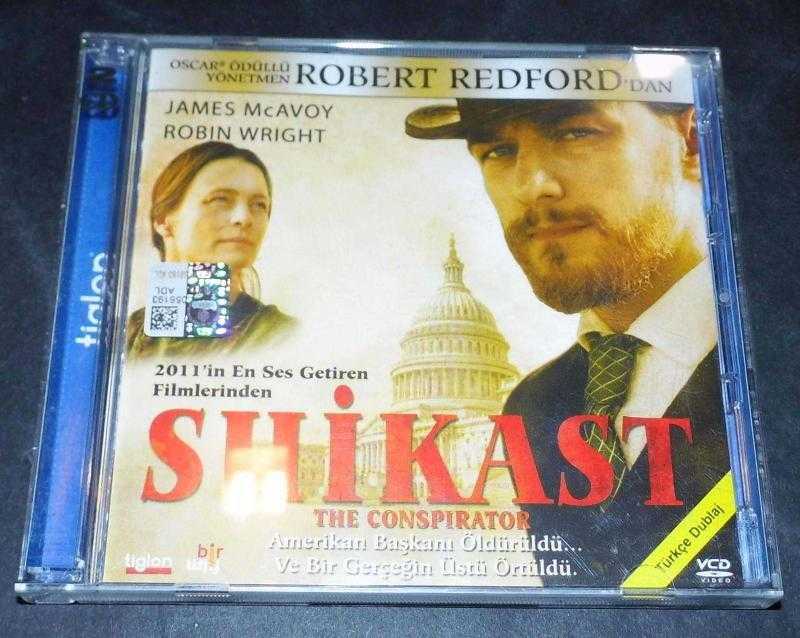 OSCAR® ÖDÜLLÜ
YÖNETMEN ROBERT REDFORD'DAN
JAMES McAVOY
ROBIN WRIGHT
056193
ADL
tiglon
2011'in En Ses Getiren
Filmlerinden
SHİKAST
THE CONSPIRATOR
Amerikan Başkanı Öldürüldü...
Ve Bir Gerçeğin Üstü Örtüldü.
tiglon
bir
Türkçe Dublaj
VCD
VIDEO